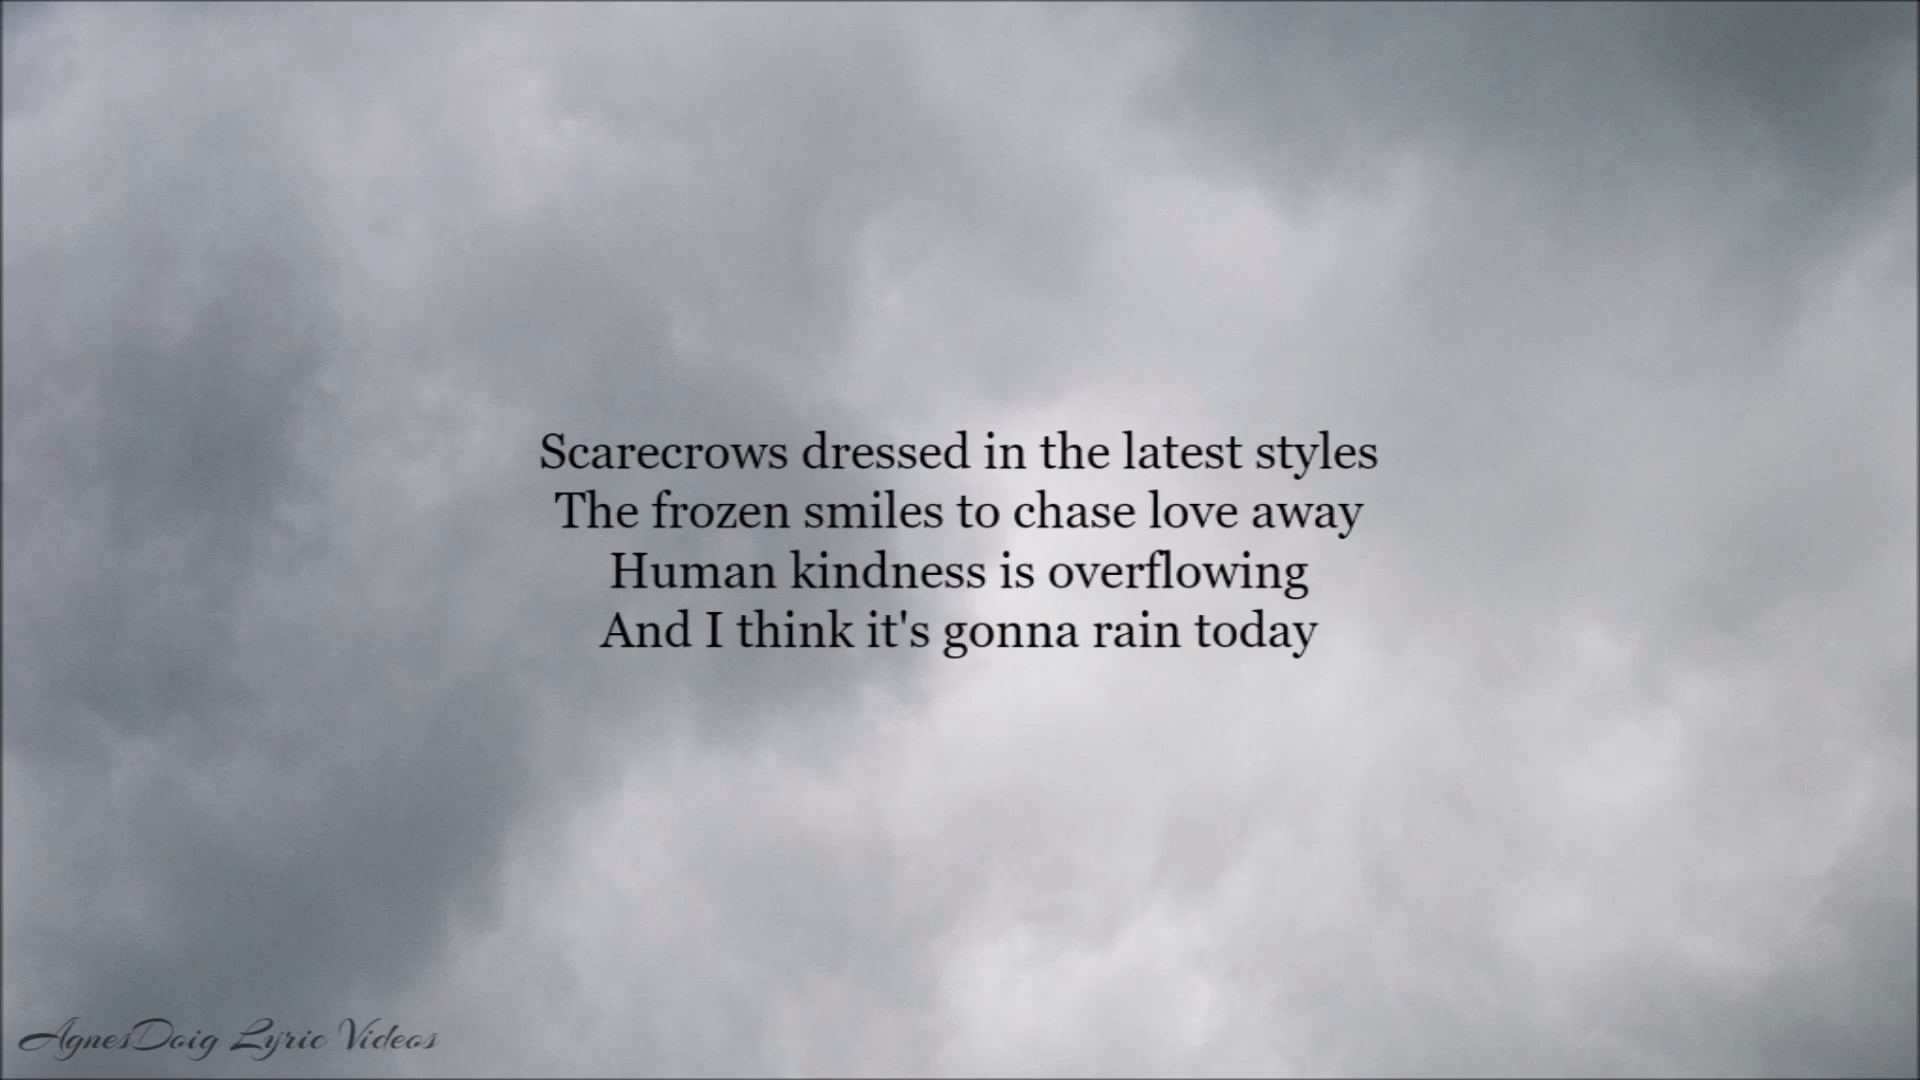 Scarecrows dressed in the latest styles
The frozen smiles to chase love away
Human kindness is overflowing
And I think it's gonna rain today
AgnesDoig Lyric Videos